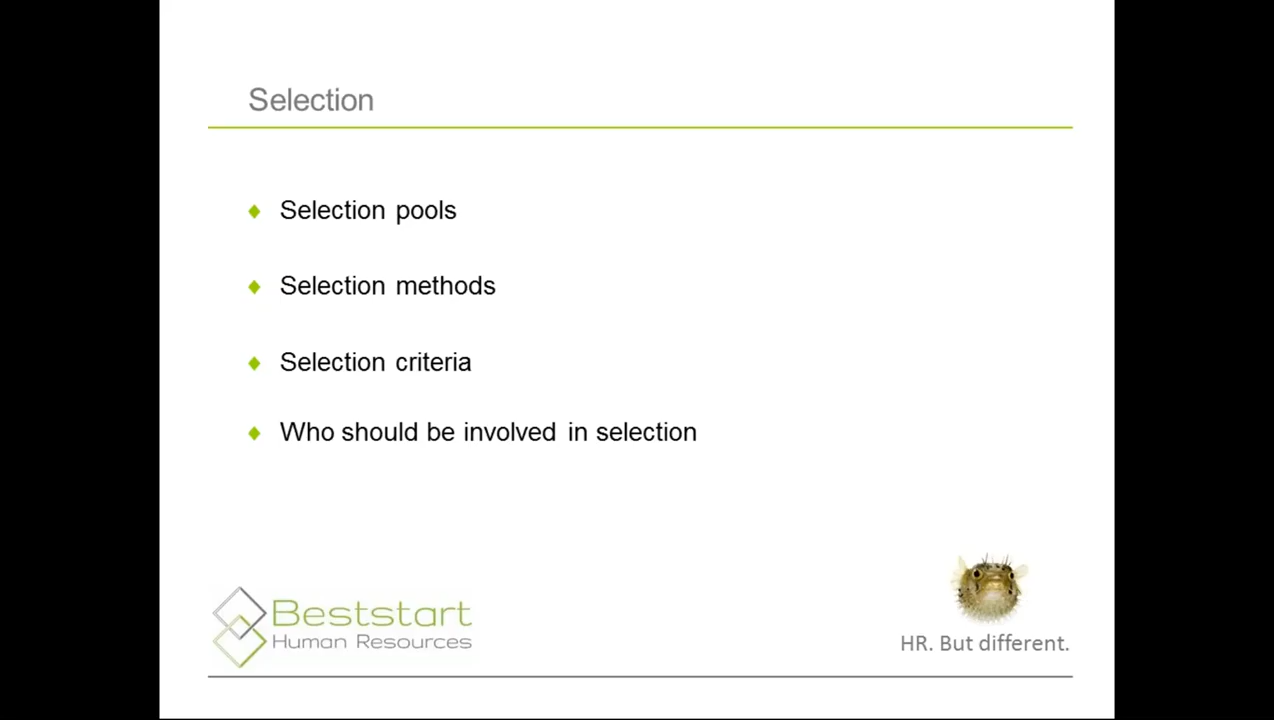 Selection
Selection pools
Selection methods
Selection criteria
Who should be involved in selection
Beststart
Human Resources
HR. But different.